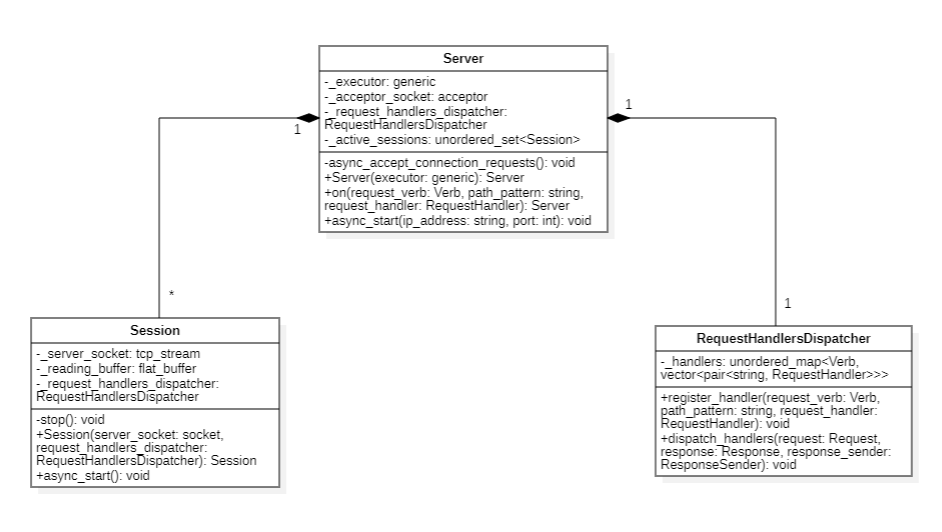 Server
-_executor: generic
-_acceptor_socket: acceptor
-_request_handlers_dispatcher:
RequestHandlersDispatcher
-_active_sessions: unordered_set<Session>
-async_accept_connection_requests(): void
+Server(executor: generic): Server
+on(request_verb: Verb, path_pattern: string,
request_handler: RequestHandler): Server
+async_start(ip_address: string, port: int): void
1
1
*
1
Session
-_server_socket: tcp_stream
-_reading_buffer: flat_buffer
-_request_handlers_dispatcher:
RequestHandlersDispatcher
-stop(): void
+Session(server_socket: socket,
request_handlers_dispatcher:
RequestHandlersDispatcher): Session
+async_start(): void
RequestHandlersDispatcher
-_handlers: unordered_map<Verb,
vector<pair<string, RequestHandler>>>
+register_handler(request_verb: Verb,
path_pattern: string, request_handler:
RequestHandler): void
+dispatch_handlers(request: Request,
response: Response, response_sender:
ResponseSender): void